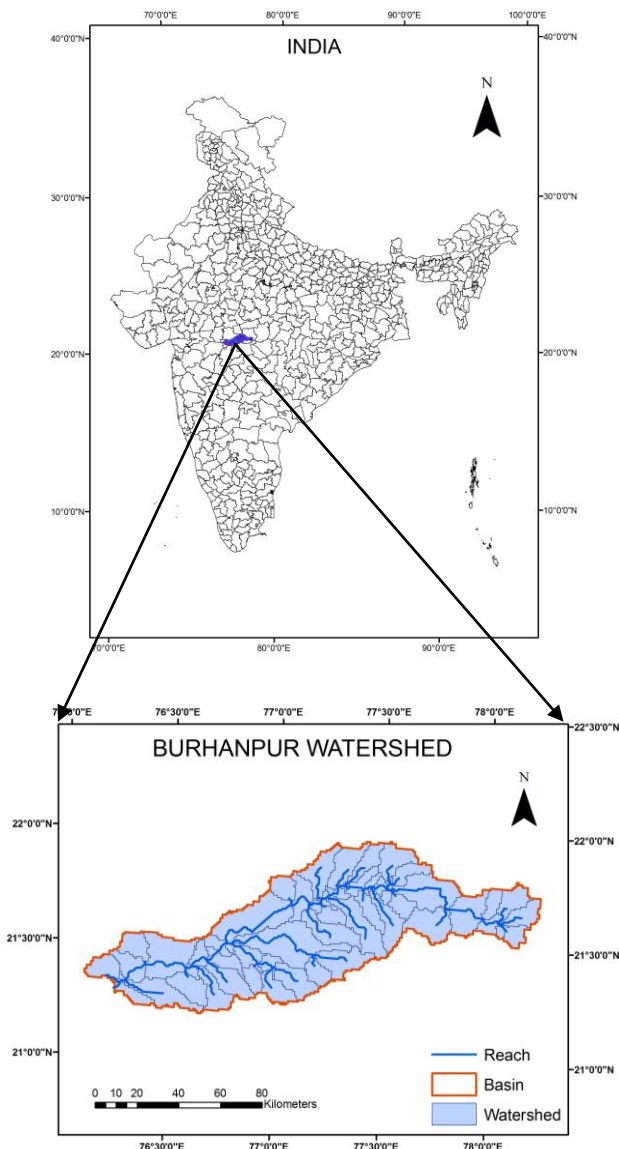 70°0'0"E 80°0'0"E 90°0'0"E 100°0'0"E
40°0'0"N 40°0'0"N
INDIA
N
30°0'0"N 30°0'0"N
20°0'0"N 20°0'0"N
10°0'0"N 10°0'0"N
70°0'0"E 80°0'0"E 90°0'0"E
76°30'0"E 77°0'0"E 77°30'0"E 78°0'0"E
22°30'0"N
BURHANPUR WATERSHED
N
22°0'0"N 22°0'0"N
21°30'0"N 21°30'0"N
21°0'0"N 21°0'0"N
Reach
Basin
Watershed
0 10 20 40 60 80
Kilometers
76°30'0"E 77°0'0"E 77°30'0"E 78°0'0"E